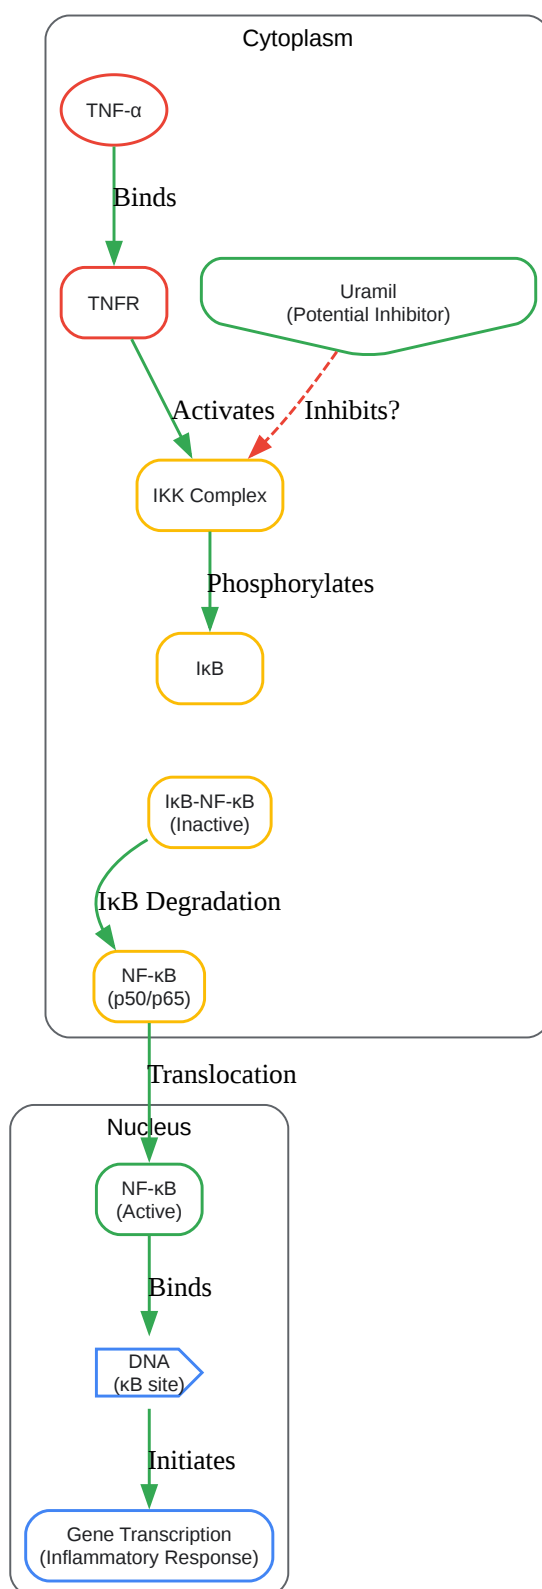 Cytoplasm
TNF-α
Binds
TNFR
Uramil
(Potential Inhibitor)
Activates
Inhibits?
IKK Complex
Phosphorylates
IκB
IκB-NF-κB
(Inactive)
IκB Degradation
NF-κB
(p50/p65)
Translocation
Nucleus
NF-κB
(Active)
Binds
DNA
(κB site)
Initiates
Gene Transcription
(Inflammatory Response)